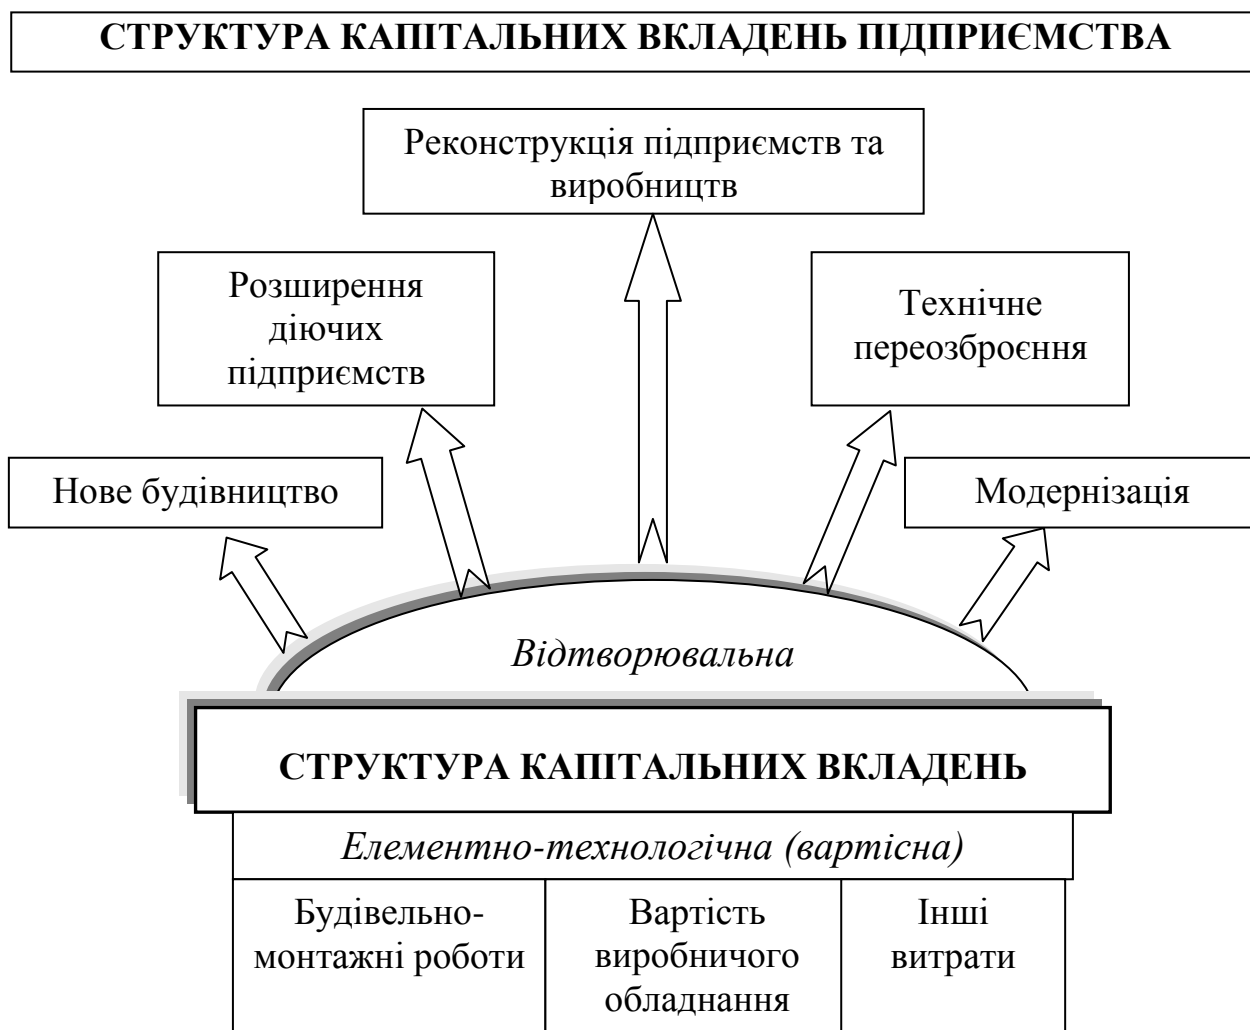 СТРУКТУРА КАПІТАЛЬНИХ ВКЛАДЕНЬ ПІДПРИЄМСТВА
Реконструкція підприємств та
виробництв
Розширення
діючих
підприємств
Технічне
переозброєння
Нове будівництво
Модернізація
Відтворювальна
СТРУКТУРА КАПІТАЛЬНИХ ВКЛАДЕНЬ
Елементно-технологічна (вартісна)
Будівельно-
монтажні роботи
Вартість
виробничого
обладнання
Інші
витрати